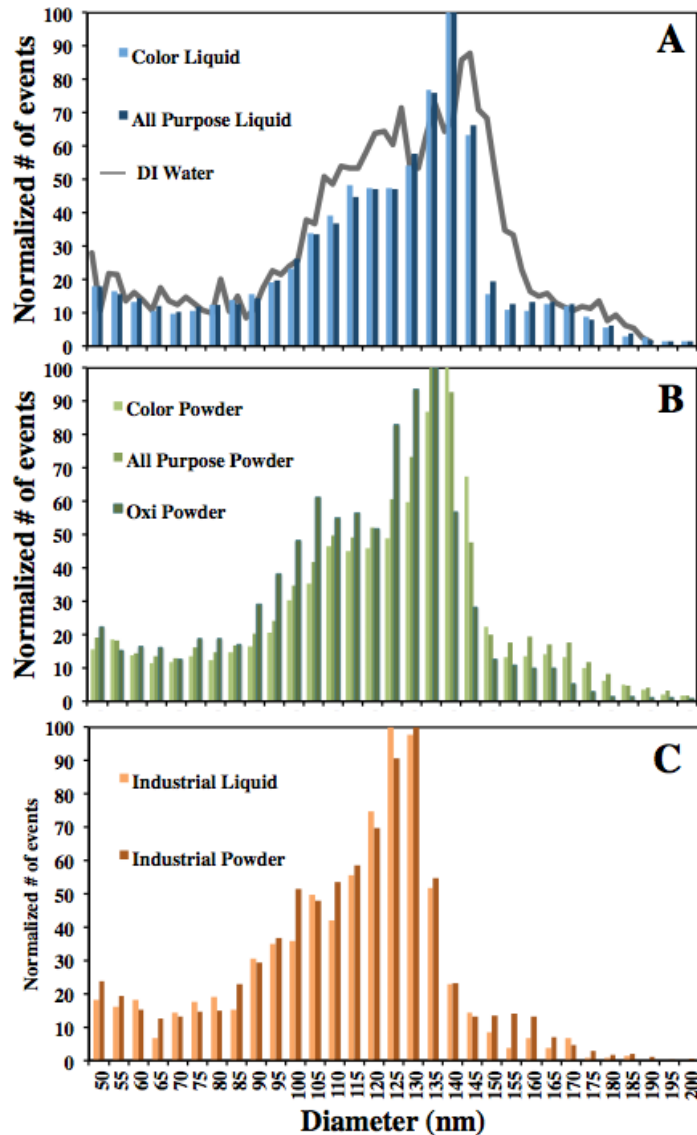 A
Normalized # of events
100
90
80
70
60
50
40
30
20
10
0
Color Liquid
All Purpose Liquid
DI Water
B
Normalized # of events
100
90
80
70
60
50
40
30
20
10
0
Color Powder
All Purpose Powder
Oxi Powder
C
Normalized # of events
100
90
80
70
60
50
40
30
20
10
0
Industrial Liquid
Industrial Powder
50 55 60 65 70 75 80 85 90 95 100 105 110 115 120 125 130 135 140 145 150 155 160 165 170 175 180 185 190 195 200
Diameter (nm)